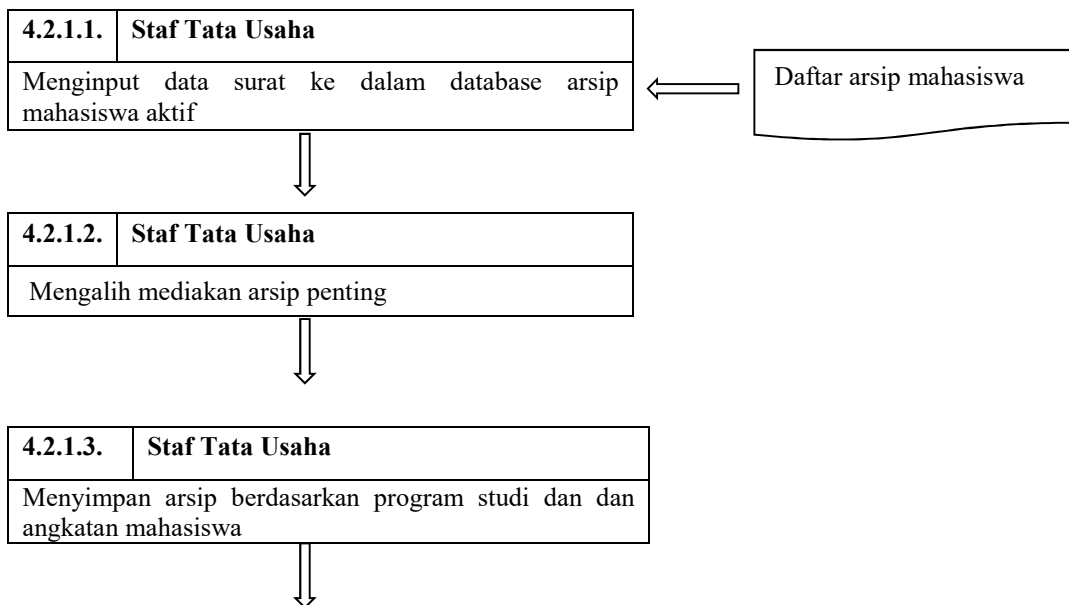 4.2.1.1. Staf Tata Usaha
Menginput data surat ke dalam database arsip
mahasiswa aktif
Daftar arsip mahasiswa
4.2.1.2. Staf Tata Usaha
Mengalih mediakan arsip penting
4.2.1.3. Staf Tata Usaha
Menyimpan arsip berdasarkan program studi dan dan
angkatan mahasiswa